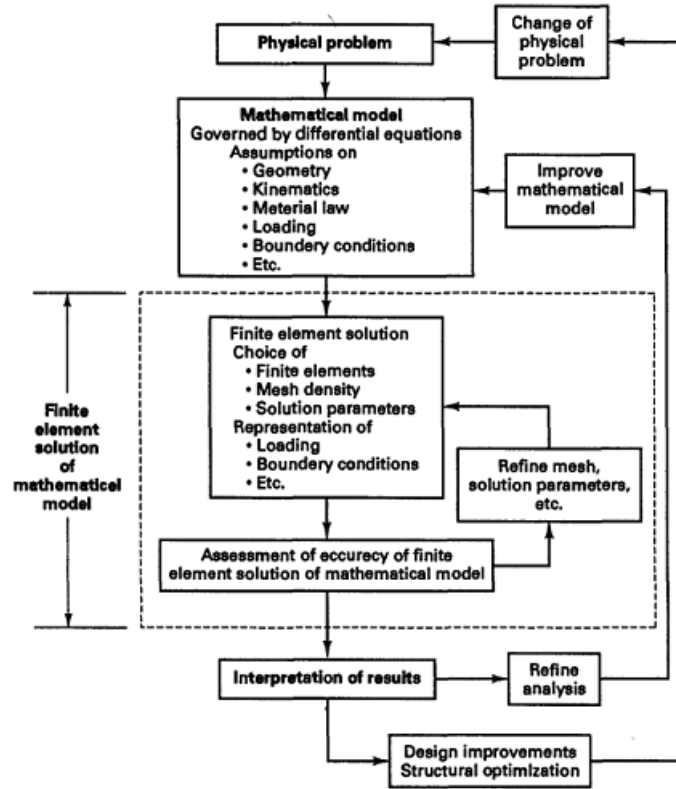 Physical problem
Change of
physical
problem
Mathematical model
Governed by differential equations
Assumptions on
• Geometry
• Kinematics
• Meterial law
• Loading
• Boundery conditions
• Etc.
Improve
mathematical
model
Finite
element
solution
of
mathematicel
model
Finite element solution
Choice of
• Finite elements
• Mesh density
• Solution parameters
Representation of
• Loading
• Boundery conditions
• Etc.
Refine mesh,
solution parameters,
etc.
Assessment of eccurecy of finite
element solution of mathematical model
Interpretation of results
Refine
analysis
Design improvements
Structural optimization